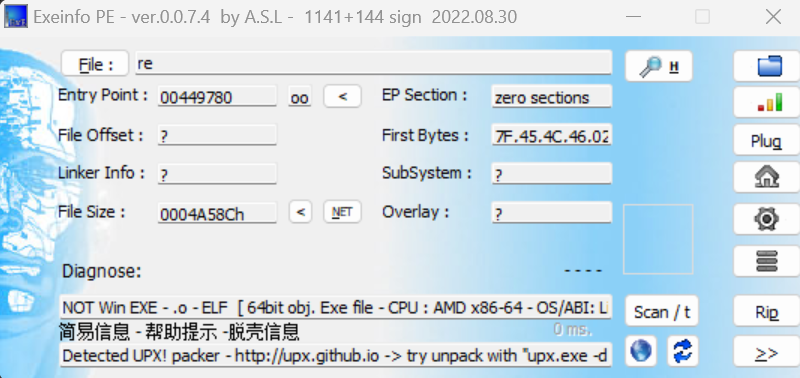 Exeinfo PE - ver.0.0.7.4 by A.S.L - 1141+144 sign 2022.08.30
File : re H
Entry Point : 00449780 oo < EP Section : zero sections
File Offset : ? First Bytes : 7F.45.4C.46.02 Plug
Linker Info : ? SubSystem : ?
File Size : 0004A58Ch < NET Overlay : ?
Diagnose: ----
NOT Win EXE - .o - ELF [ 64bit obj. Exe file - CPU : AMD x86-64 - OS/ABI: Li Scan / t Rip
简易信息 - 帮助提示 -脱壳信息 0 ms.
Detected UPX! packer - http://upx.github.io -> try unpack with "upx.exe -d >>